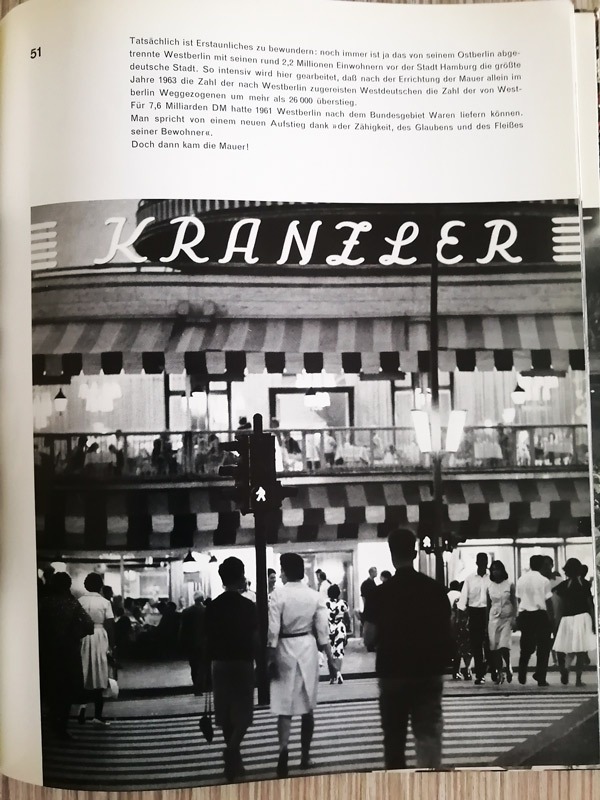 51
Tatsächlich ist Erstaunliches zu bewundern: noch immer ist ja das von seinem Ostberlin abge-
trennte Westberlin mit seinen rund 2,2 Millionen Einwohnern vor der Stadt Hamburg die größte
deutsche Stadt. So intensiv wird hier gearbeitet, daß nach der Errichtung der Mauer allein im
Jahre 1963 die Zahl der nach Westberlin zugereisten Westdeutschen die Zahl der von West-
berlin Weggezogenen um mehr als 26 000 überstieg.
Für 7,6 Milliarden DM hatte 1961 Westberlin nach dem Bundesgebiet Waren liefern können.
Man spricht von einem neuen Aufstieg dank »der Zähigkeit, des Glaubens und des Fleißes
seiner Bewohner«.
Doch dann kam die Mauer!
KRANZLER